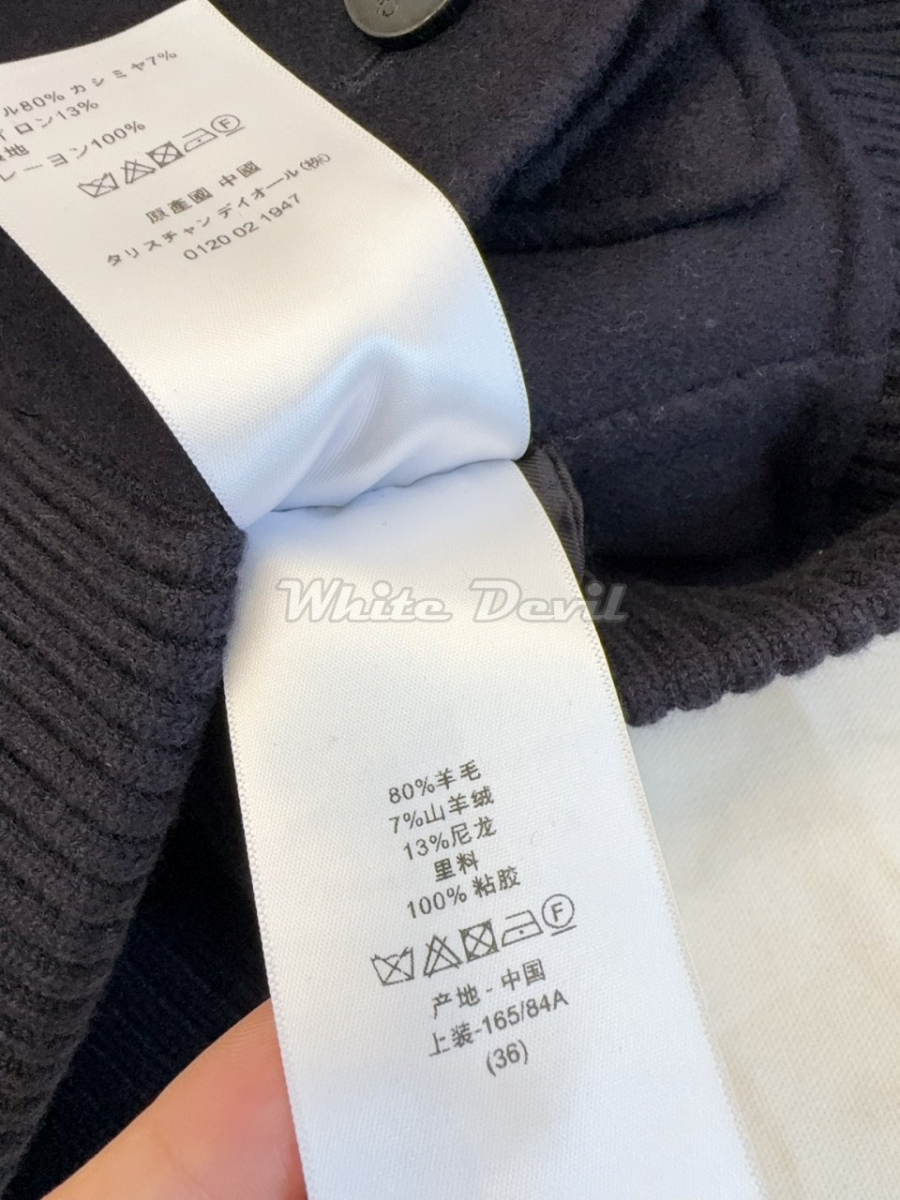 ル80% カシミヤ7%
イロン13%
地
レーヨン100%
原産國 中國
タリスチャン ディオール(株)
0120 02 1947
White Devil
80%羊毛
7%山羊绒
13%尼龙
里料
100% 粘胶
F
产地 - 中国
上装-165/84A
(36)